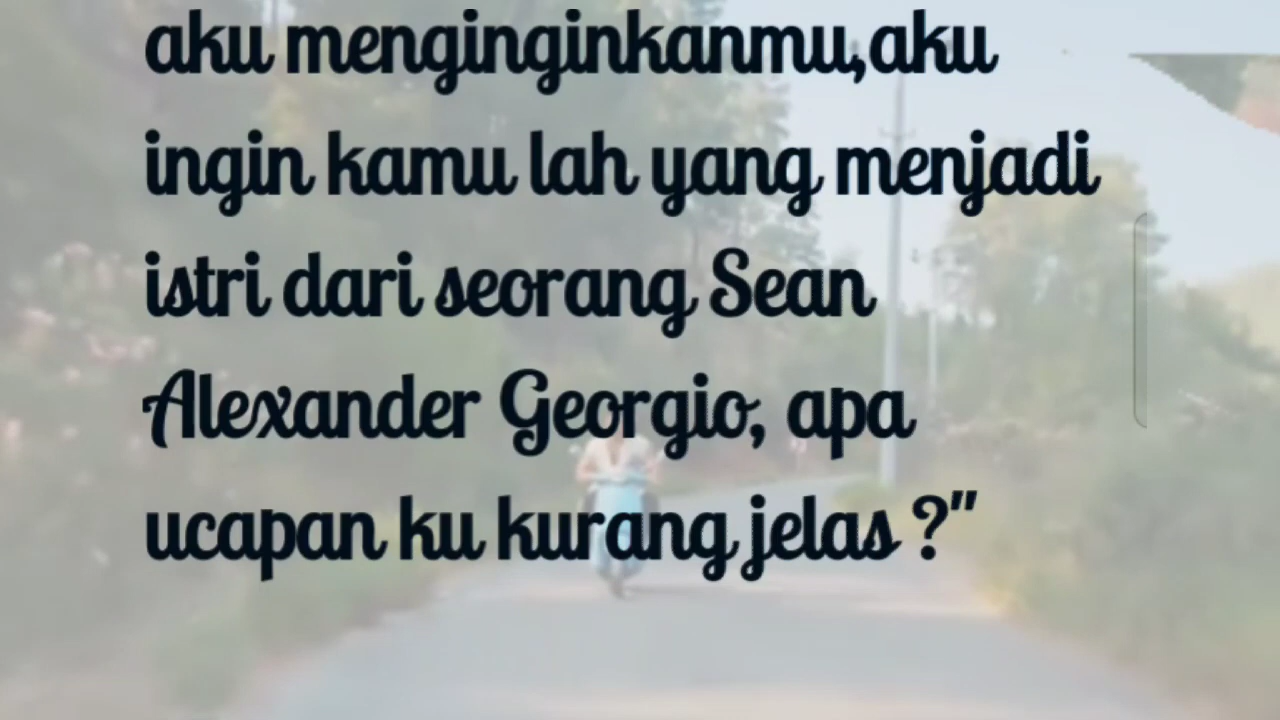 aku menginginkanmu,aku
ingin kamu lah yang menjadi
istri dari seorang Sean
Alexander Georgio, apa
ucapan ku kurang jelas ?"